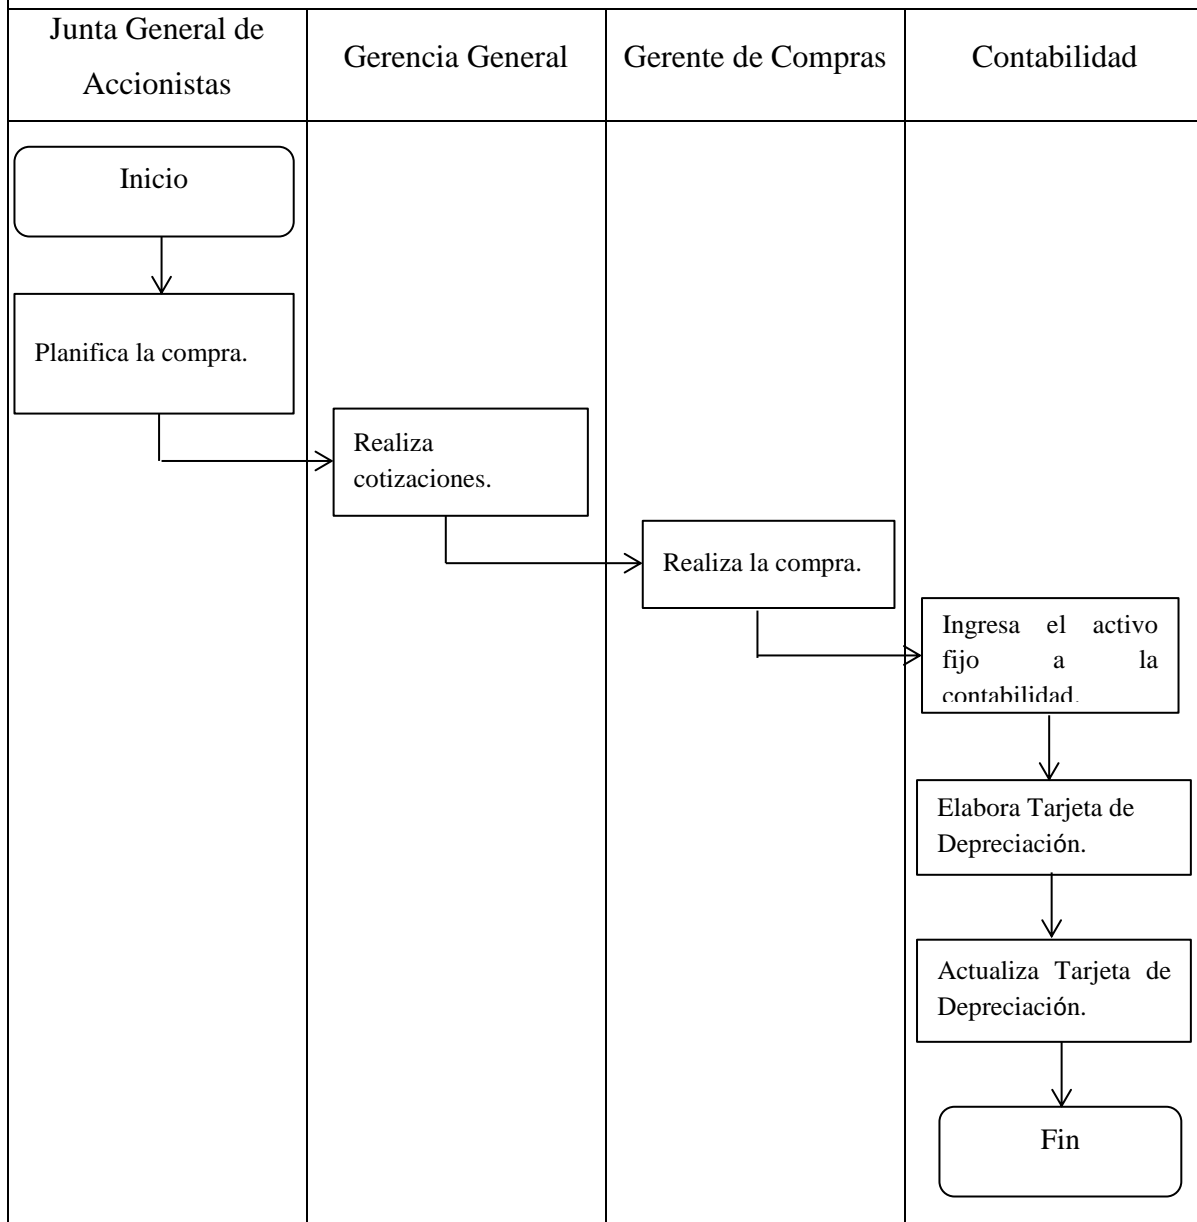 Junta General de
Accionistas
Gerencia General
Gerente de Compras
Contabilidad
Inicio
Planifica la compra.
Realiza
cotizaciones.
Realiza la compra.
Ingresa el activo
fijo a la
contabilidad.
Elabora Tarjeta de
Depreciación.
Actualiza Tarjeta de
Depreciación.
Fin